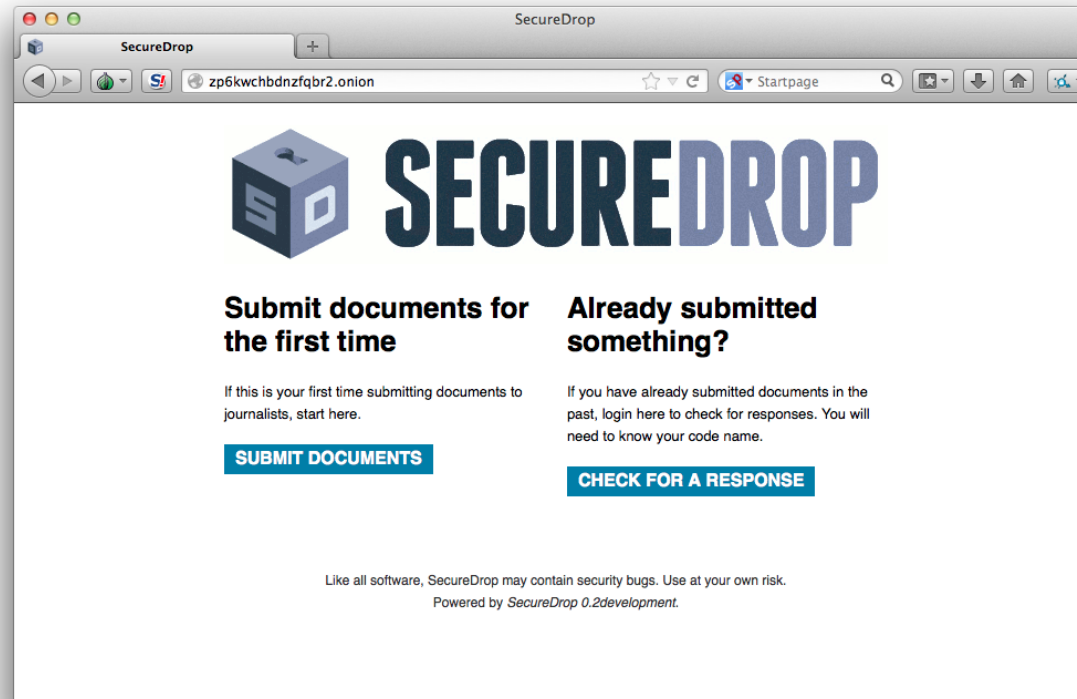 SecureDrop
SecureDrop
S!
zp6kwchbdnzfqbr2.onion
Startpage
S D
SECUREDROP
Submit documents for
the first time
If this is your first time submitting documents to
journalists, start here.
SUBMIT DOCUMENTS
Already submitted
something?
If you have already submitted documents in the
past, login here to check for responses. You will
need to know your code name.
CHECK FOR A RESPONSE
Like all software, SecureDrop may contain security bugs. Use at your own risk.
Powered by SecureDrop 0.2development.